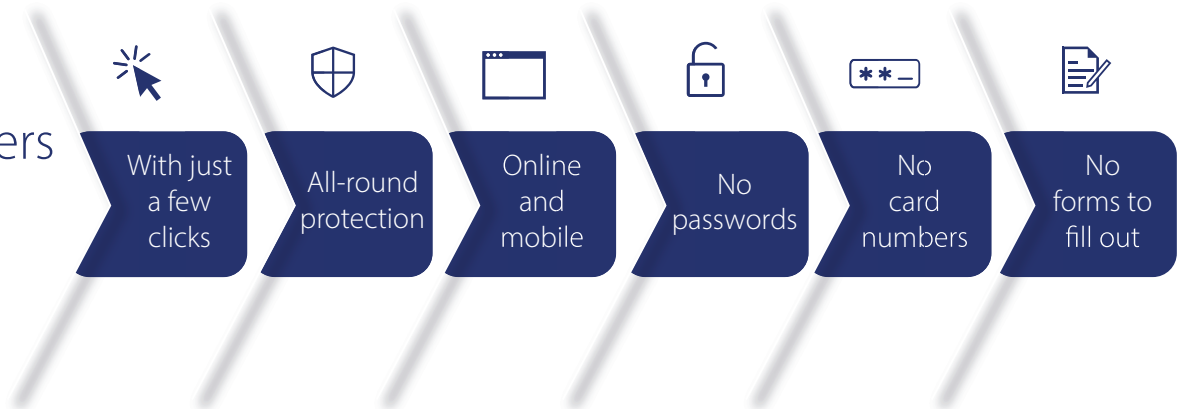 ers
With just
a few
clicks
All-round
protection
Online
and
mobile
No
passwords
**_
No
card
numbers
No
forms to
fill out